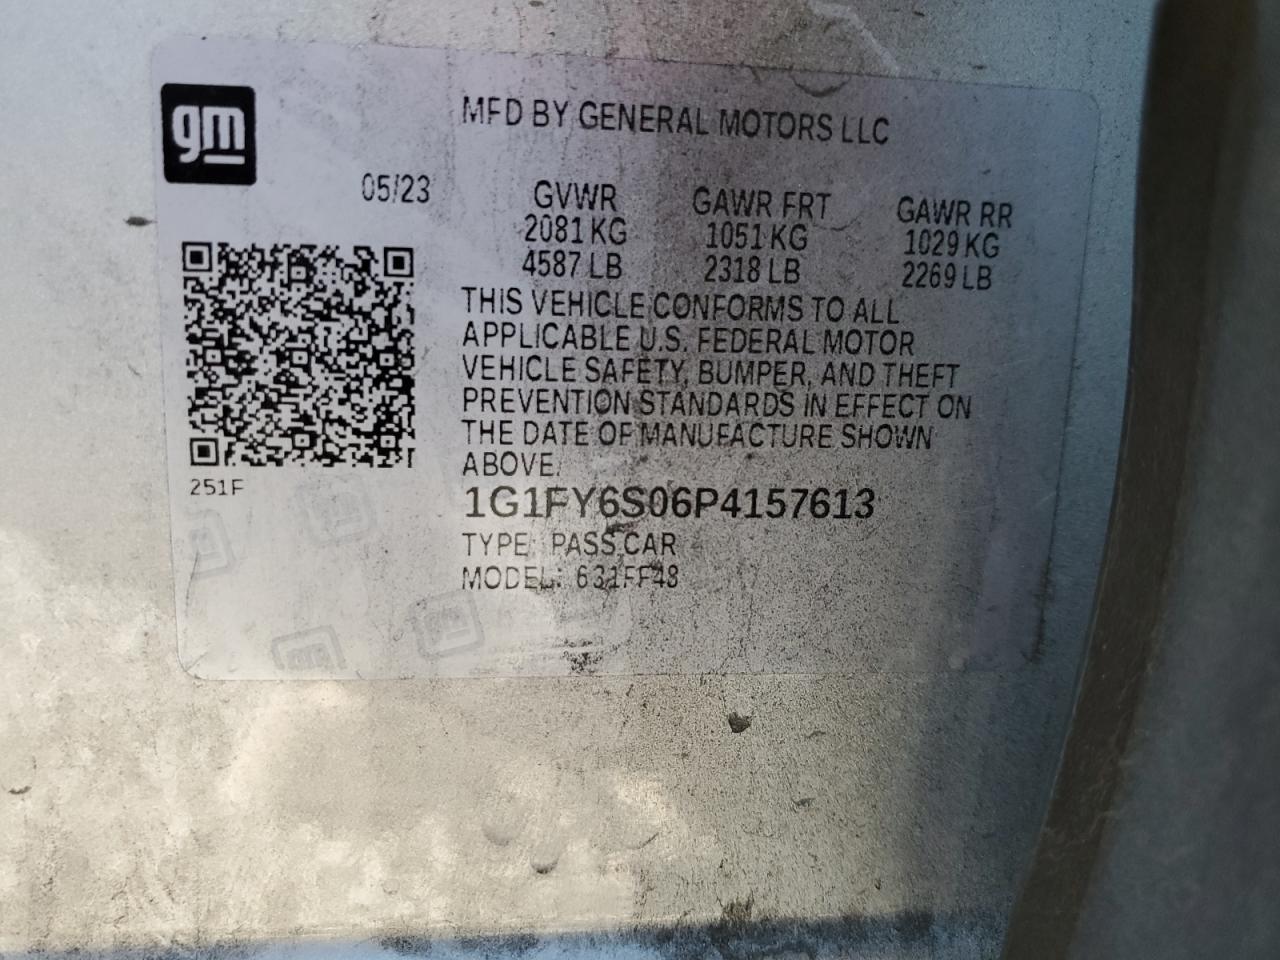 gm
MFD BY GENERAL MOTORS LLC
05/23
GVWR GAWR FRT GAWR RR
2081 KG 1051 KG 1029 KG
4587 LB 2318 LB 2269 LB
THIS VEHICLE CONFORMS TO ALL
APPLICABLE U.S. FEDERAL MOTOR
VEHICLE SAFETY, BUMPER, AND THEFT
PREVENTION STANDARDS IN EFFECT ON
THE DATE OF MANUFACTURE SHOWN
ABOVE.
251F
1G1FY6S06P4157613
TYPE: PASS CAR
MODEL: 631FF48